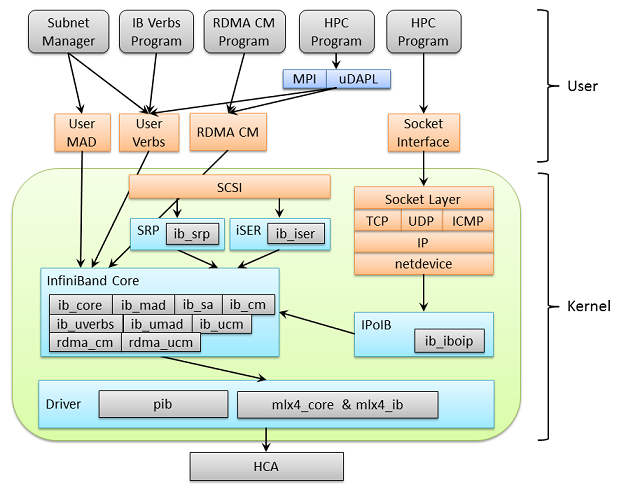 Subnet
Manager
IB Verbs
Program
RDMA CM
Program
HPC
Program
HPC
Program
MPI
uDAPL
User
User
MAD
User
Verbs
RDMA CM
Socket
Interface
SCSI
SRP
ib_srp
iSER
ib_iser
Socket Layer
TCP
UDP
ICMP
IP
netdevice
InfiniBand Core
ib_core
ib_mad
ib_sa
ib_cm
ib_uverbs
ib_umad
ib_ucm
rdma_cm
rdma_ucm
IPoIB
ib_iboip
Kernel
Driver
pib
mlx4_core & mlx4_ib
HCA